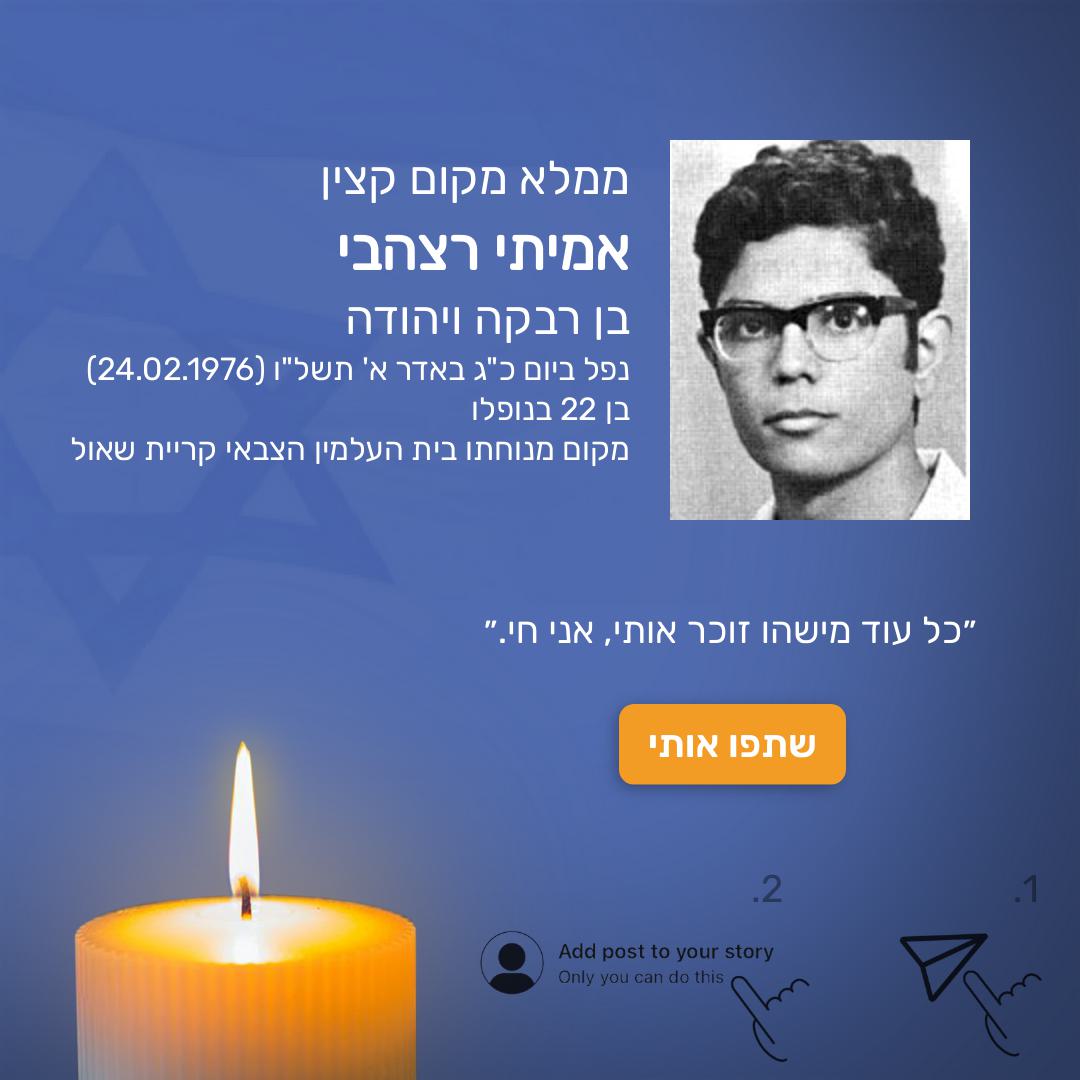 ממלא מקום קצין
אמיתי רצהבי
בן רבקה ויהודה
נפל ביום כ"ג באדר א' תשל"ו (24.02.1976)
בן 22 בנופלו
מקום מנוחתו בית העלמין הצבאי קריית שאול
״כל עוד מישהו זוכר אותי, אני חי.״
שתפו אותי
1.
2.
Add post to your story
Only you can do this